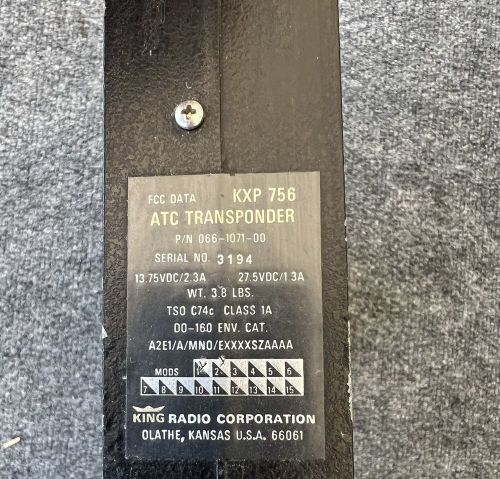 FCC DATA KXP 756
ATC TRANSPONDER
P/N 066-1071-00
SERIAL NO. 3194
13.75VDC/2.3A 27.5VDC/1.3A
WT. 3.8 LBS.
TSO C74c CLASS 1A
DO-160 ENV. CAT.
A2E1/A/MNO/EXXXXSZAAAA
MODS 1 2 3 4 5 6
7 8 9 10 11 12 13 14 15
KING RADIO CORPORATION
OLATHE, KANSAS U.S.A. 66061